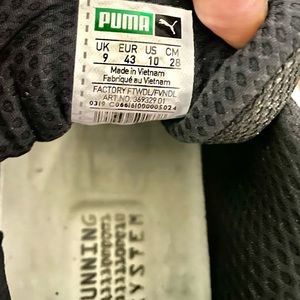 PUMA
UK EUR US CM
9 43 10 28
Made in Vietnam
Fabriqué au Vietnam
FACTORY FTWDL/FVNDL
ART NO. 369329 01
RUNNING
SYSTEM